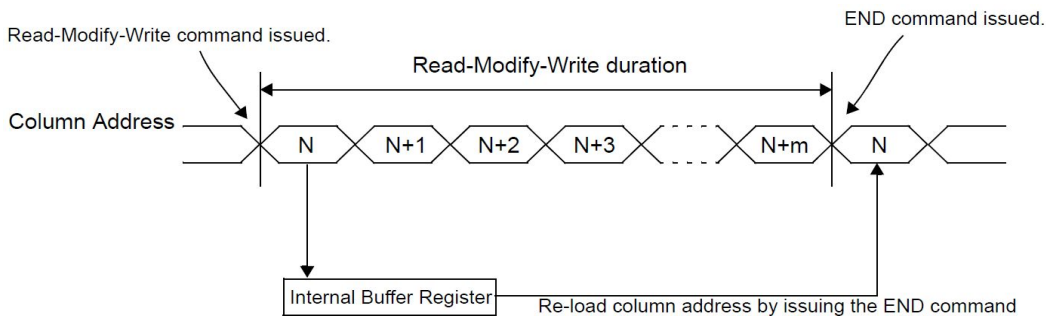 END command issued.
Read-Modify-Write command issued.
Read-Modify-Write duration
Column Address
N N+1 N+2 N+3 N+m N
Internal Buffer Register
Re-load column address by issuing the END command